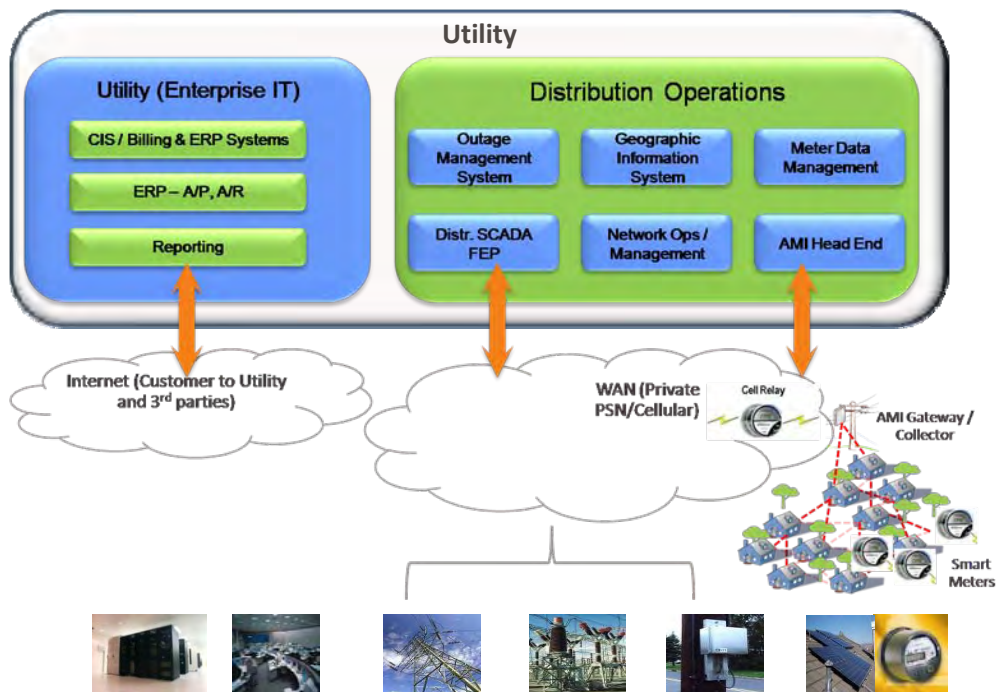 Utility
Utility (Enterprise IT)
CIS / Billing & ERP Systems
ERP – A/P, A/R
Reporting
Distribution Operations
Outage
Management
System
Geographic
Information
System
Meter Data
Management
Distr. SCADA
FEP
Network Ops /
Management
AMI Head End
Internet (Customer to Utility
and 3rd parties)
WAN (Private
PSN/Cellular)
Cell Relay
AMI Gateway /
Collector
Smart
Meters